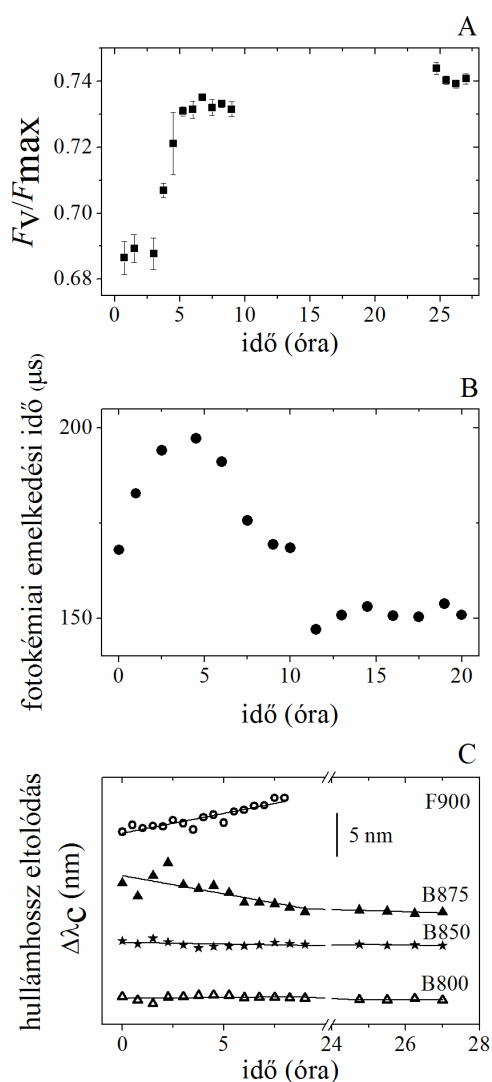 A
0.74
0.72
0.70
0.68
Fv/Fmax
0 5 10 15 20 25
idő (óra)
B
200
150
fotokémiai emelkedési idő (μs)
0 5 10 15 20
idő (óra)
C
F900
5 nm
B875
B850
B800
hullámhossz eltolódás
Δλc (nm)
0 5 24 26 28
idő (óra)